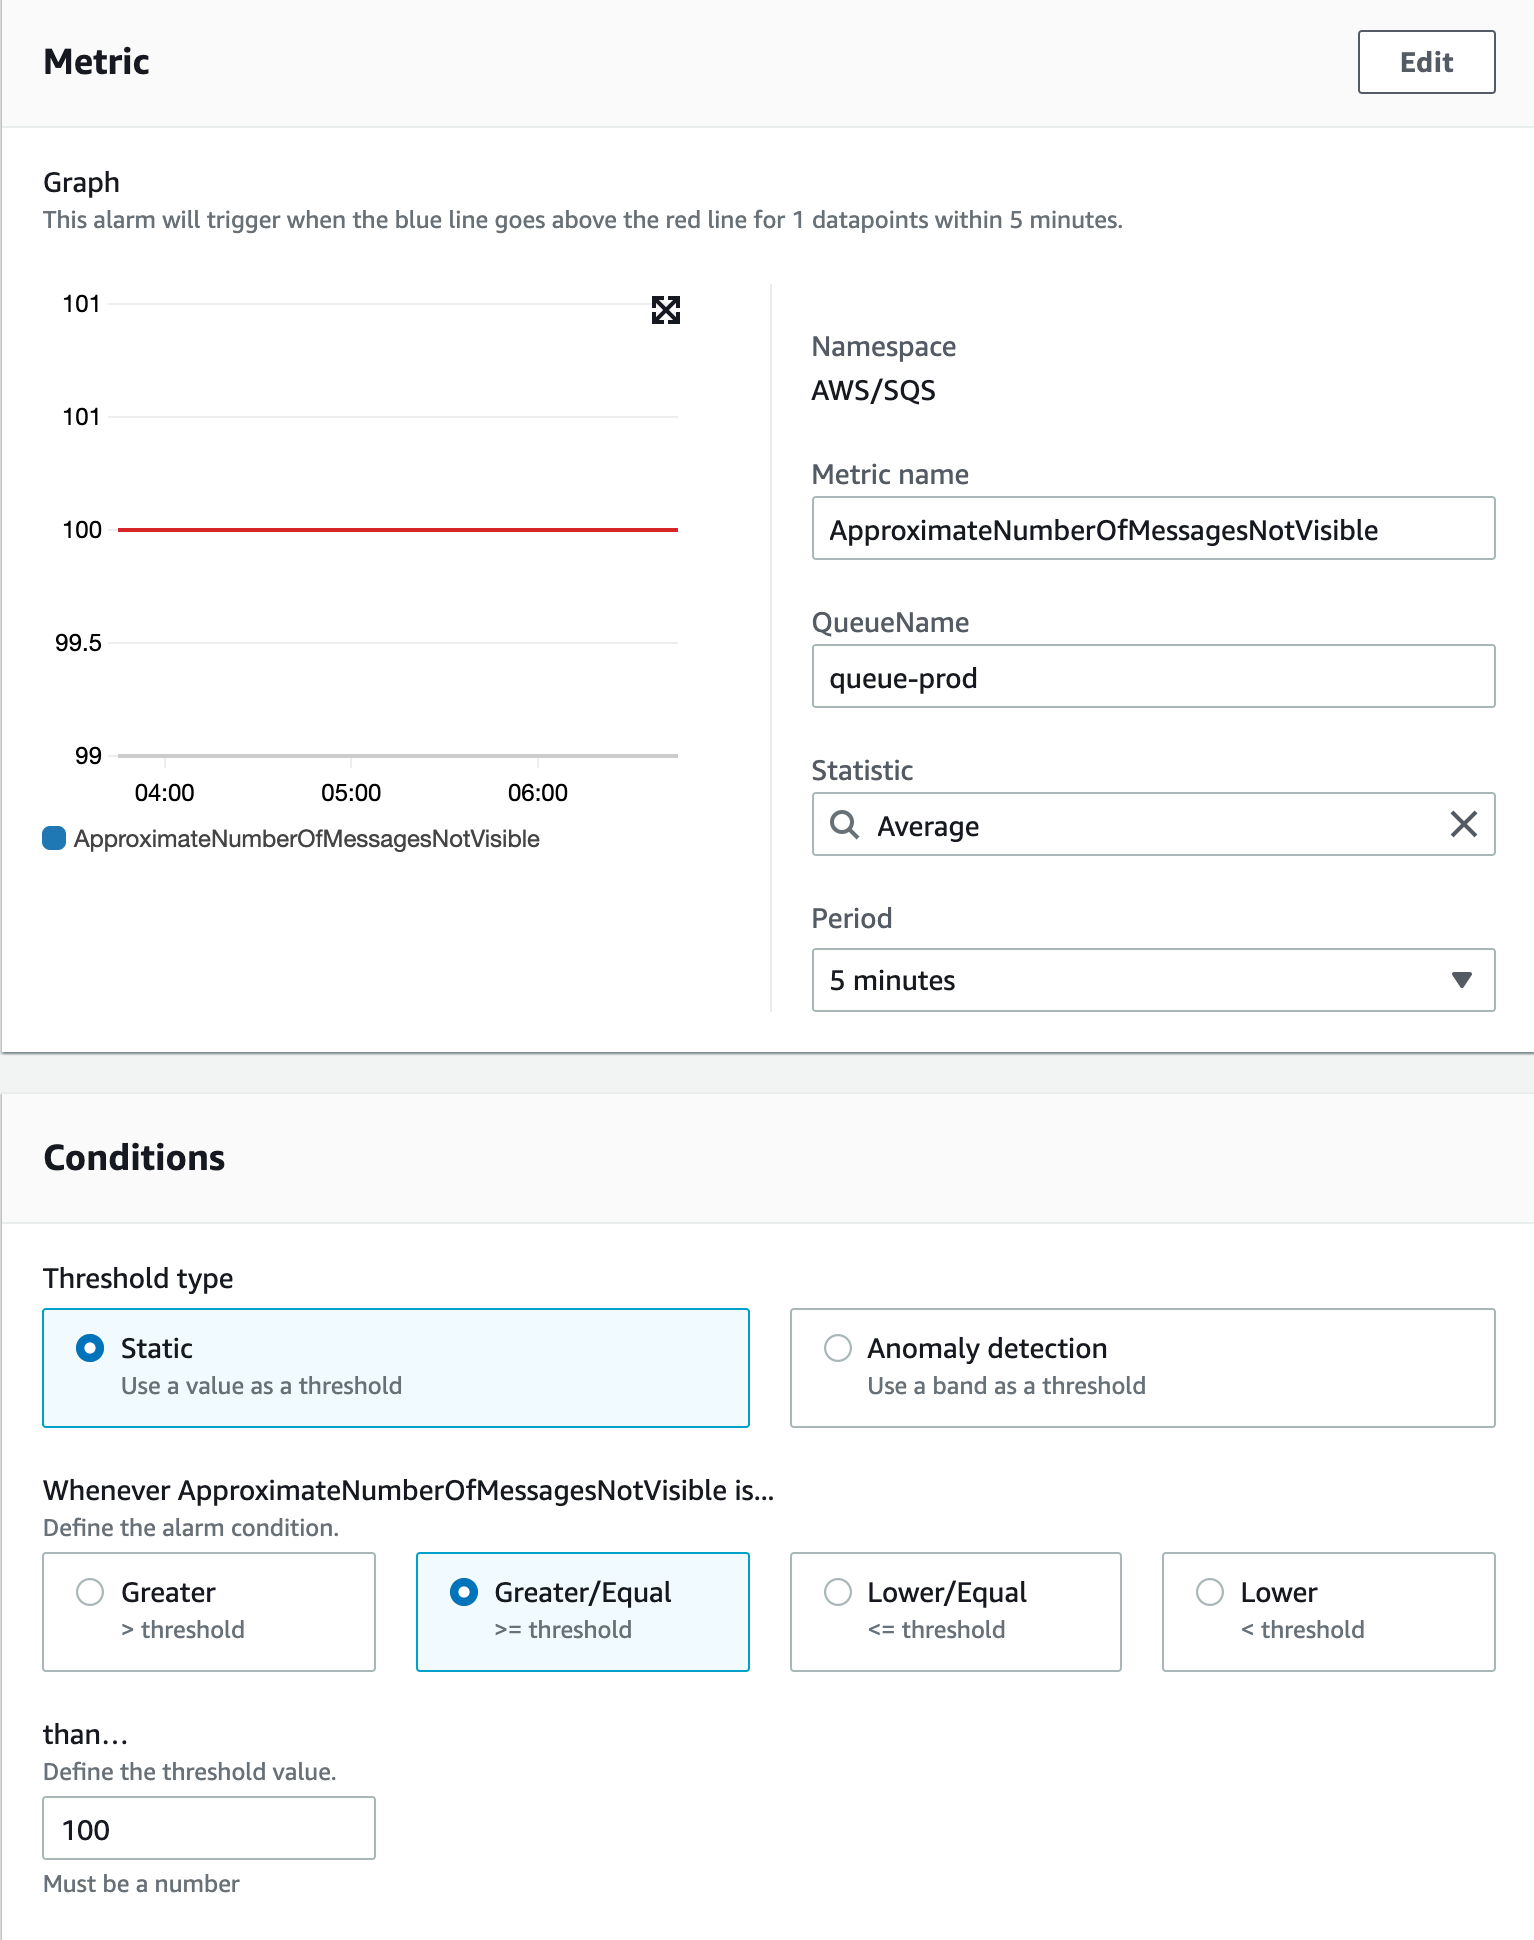 Metric
Edit
Graph
This alarm will trigger when the blue line goes above the red line for 1 datapoints within 5 minutes.
101
101
100
99.5
99
04:00 05:00 06:00
ApproximateNumberOfMessagesNotVisible
Namespace
AWS/SQS
Metric name
ApproximateNumberOfMessagesNotVisible
QueueName
queue-prod
Statistic
Average
Period
5 minutes
Conditions
Threshold type
Static
Use a value as a threshold
Anomaly detection
Use a band as a threshold
Whenever ApproximateNumberOfMessagesNotVisible is...
Define the alarm condition.
Greater
> threshold
Greater/Equal
>= threshold
Lower/Equal
<= threshold
Lower
< threshold
than...
Define the threshold value.
100
Must be a number